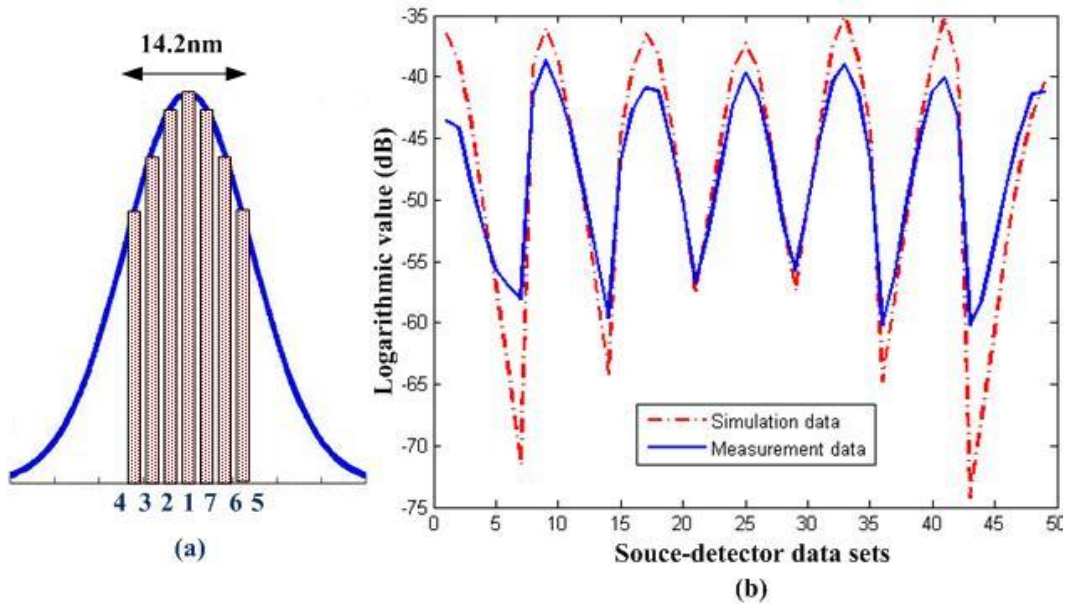 14.2nm
4 3 2 1 7 6 5
(a)
-35
-40
-45
-50
-55
-60
-65
-70
-75
Logarithmic value (dB)
Simulation data
Measurement data
0 5 10 15 20 25 30 35 40 45 50
Souce-detector data sets
(b)